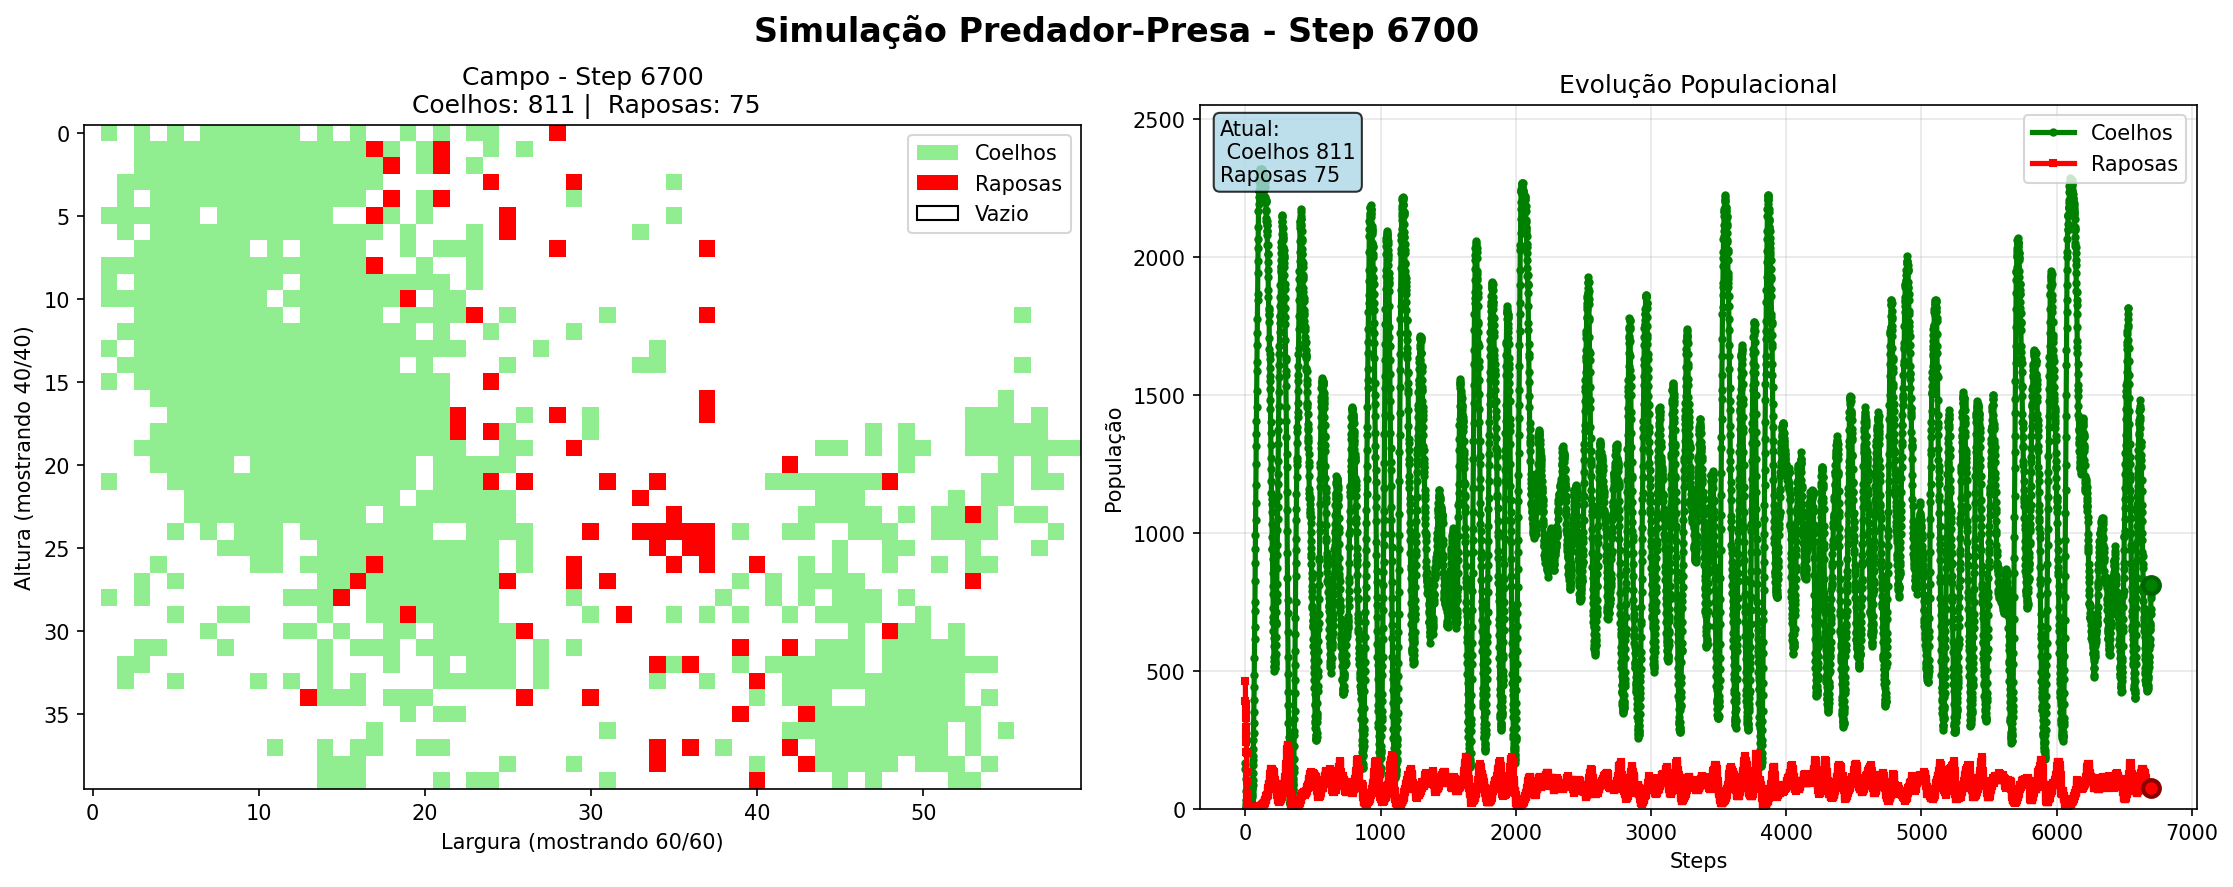 Simulação Predador-Presa - Step 6700
Campo - Step 6700
Coelhos: 811 |  Raposas: 75
Coelhos
Raposas
Vazio
0
5
10
15
20
25
30
35
Altura (mostrando 40/40)
0
10
20
30
40
50
Largura (mostrando 60/60)
Evolução Populacional
Atual:
Coelhos 811
Raposas 75
Coelhos
Raposas
2500
2000
1500
1000
500
0
População
0
1000
2000
3000
4000
5000
6000
7000
Steps